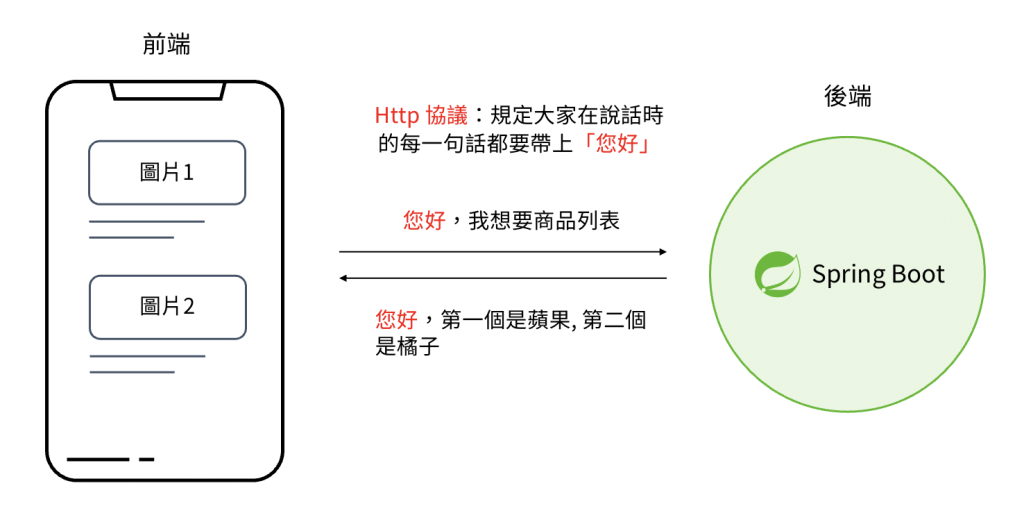 前端
後端
Http 協議：規定大家在說話時
的每一句話都要帶上「您好」
圖片1
您好，我想要商品列表
Spring Boot
圖片2
您好，第一個是蘋果, 第二個
是橘子